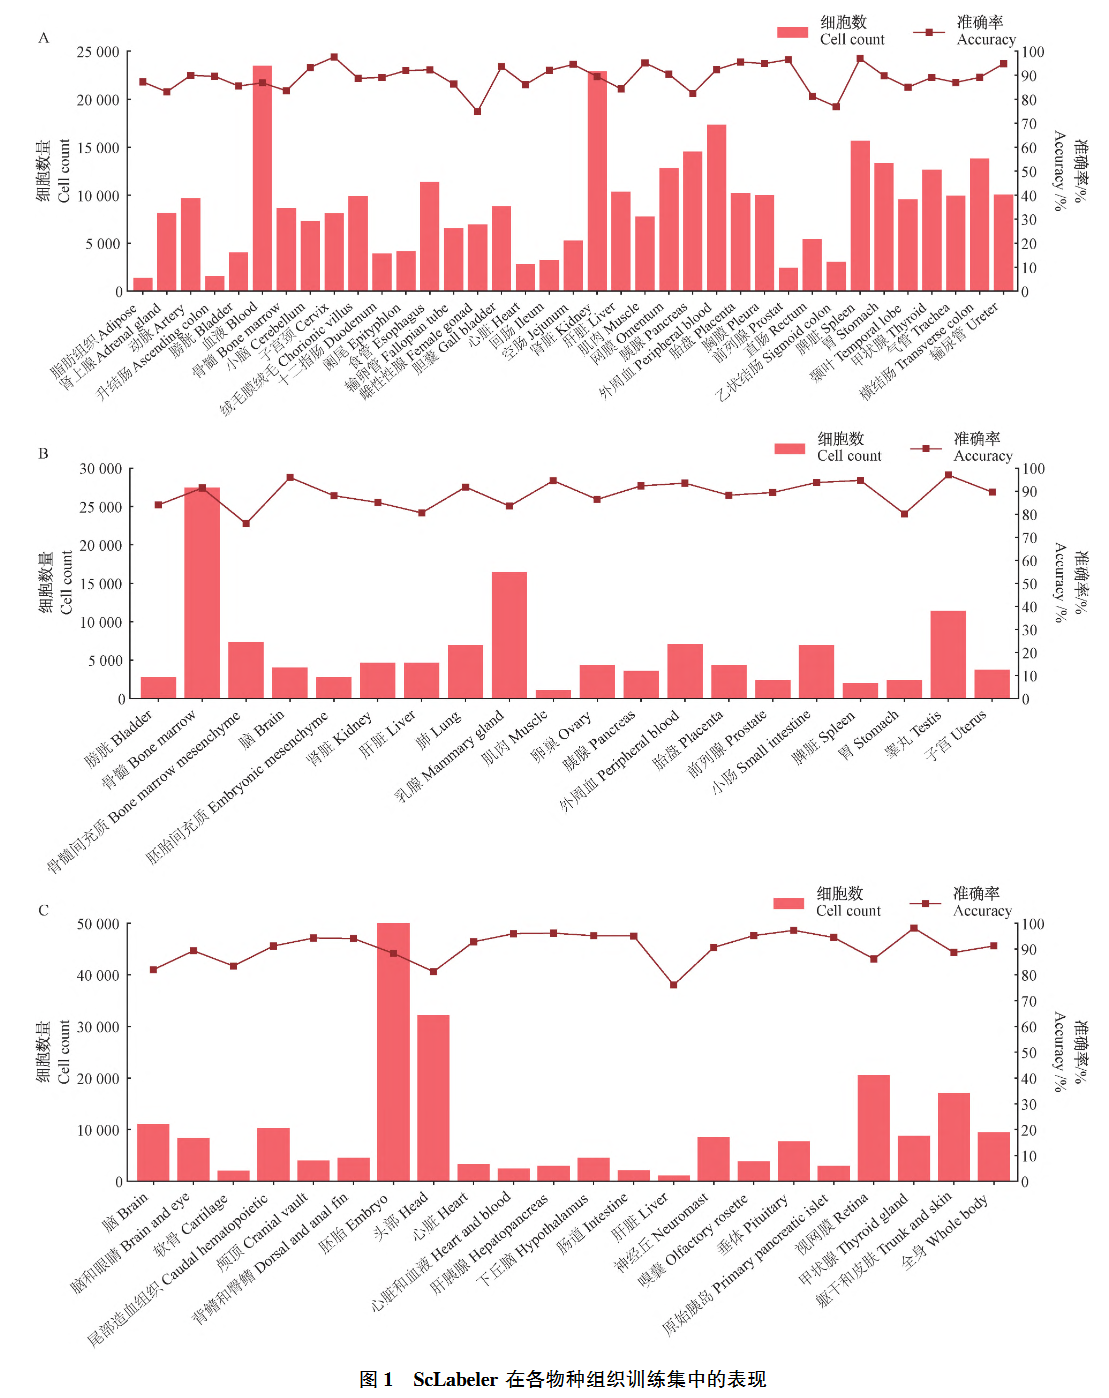 A
细胞数
Cell count
准确率
Accuracy
25 000
20 000
15 000
10 000
5 000
0
细胞数量
Cell count
100
90
80
70
60
50
40
30
20
10
0
准确率/%
Accuracy /%
脂肪组织 Adipose
肾上腺 Adrenal gland
动脉 Artery
升结肠 Ascending colon
膀胱 Bladder
血液 Blood
骨髓 Bone marrow
小脑 Cerebellum
子宫颈 Cervix
绒毛膜绒毛 Chorionic villus
十二指肠 Duodenum
阑尾 Epityphlon
食管 Esophagus
输卵管 Fallopian tube
雌性性腺 Female gonad
胆囊 Gall bladder
心脏 Heart
回肠 Ileum
空肠 Jejunum
肾脏 Kidney
肝脏 Liver
肌肉 Muscle
网膜 Omentum
胰腺 Pancreas
外周血 Peripheral blood
胎盘 Placenta
胸膜 Pleura
前列腺 Prostat
直肠 Rectum
乙状结肠 Sigmoid colon
脾脏 Spleen
胃 Stomach
颞叶 Temporal lobe
甲状腺 Thyroid
气管 Trachea
横结肠 Transverse colon
输尿管 Ureter
B
细胞数
Cell count
准确率
Accuracy
30 000
25 000
20 000
15 000
10 000
5 000
0
细胞数量
Cell count
100
90
80
70
60
50
40
30
20
10
0
准确率/%
Accuracy /%
膀胱 Bladder
骨髓 Bone marrow
骨髓间充质 Bone marrow mesenchyme
脑 Brain
胚胎间充质 Embryonic mesenchyme
肾脏 Kidney
肝脏 Liver
肺 Lung
乳腺 Mammary gland
肌肉 Muscle
卵巢 Ovary
胰腺 Pancreas
外周血 Peripheral blood
胎盘 Placenta
前列腺 Prostate
小肠 Small intestine
脾脏 Spleen
胃 Stomach
睾丸 Testis
子宫 Uterus
C
细胞数
Cell count
准确率
Accuracy
50 000
40 000
30 000
20 000
10 000
0
细胞数量
Cell count
100
90
80
70
60
50
40
30
20
10
0
准确率/%
Accuracy /%
脑 Brain
脑和眼睛 Brain and eye
软骨 Cartilage
尾部造血组织 Caudal hematopoietic
颅顶 Cranial vault
背鳍和臀鳍 Dorsal and anal fin
胚胎 Embryo
头部 Head
心脏 Heart
心脏和血液 Heart and blood
肝胰腺 Hepatopancreas
下丘脑 Hypothalamus
肠道 Intestine
肝脏 Liver
神经丘 Neuromast
嗅囊 Olfactory rosette
垂体 Pituitary
原始胰岛 Primary pancreatic islet
视网膜 Retina
甲状腺 Thyroid gland
躯干和皮肤 Trunk and skin
全身 Whole body
图 1 ScLabeler 在各物种组织训练集中的表现